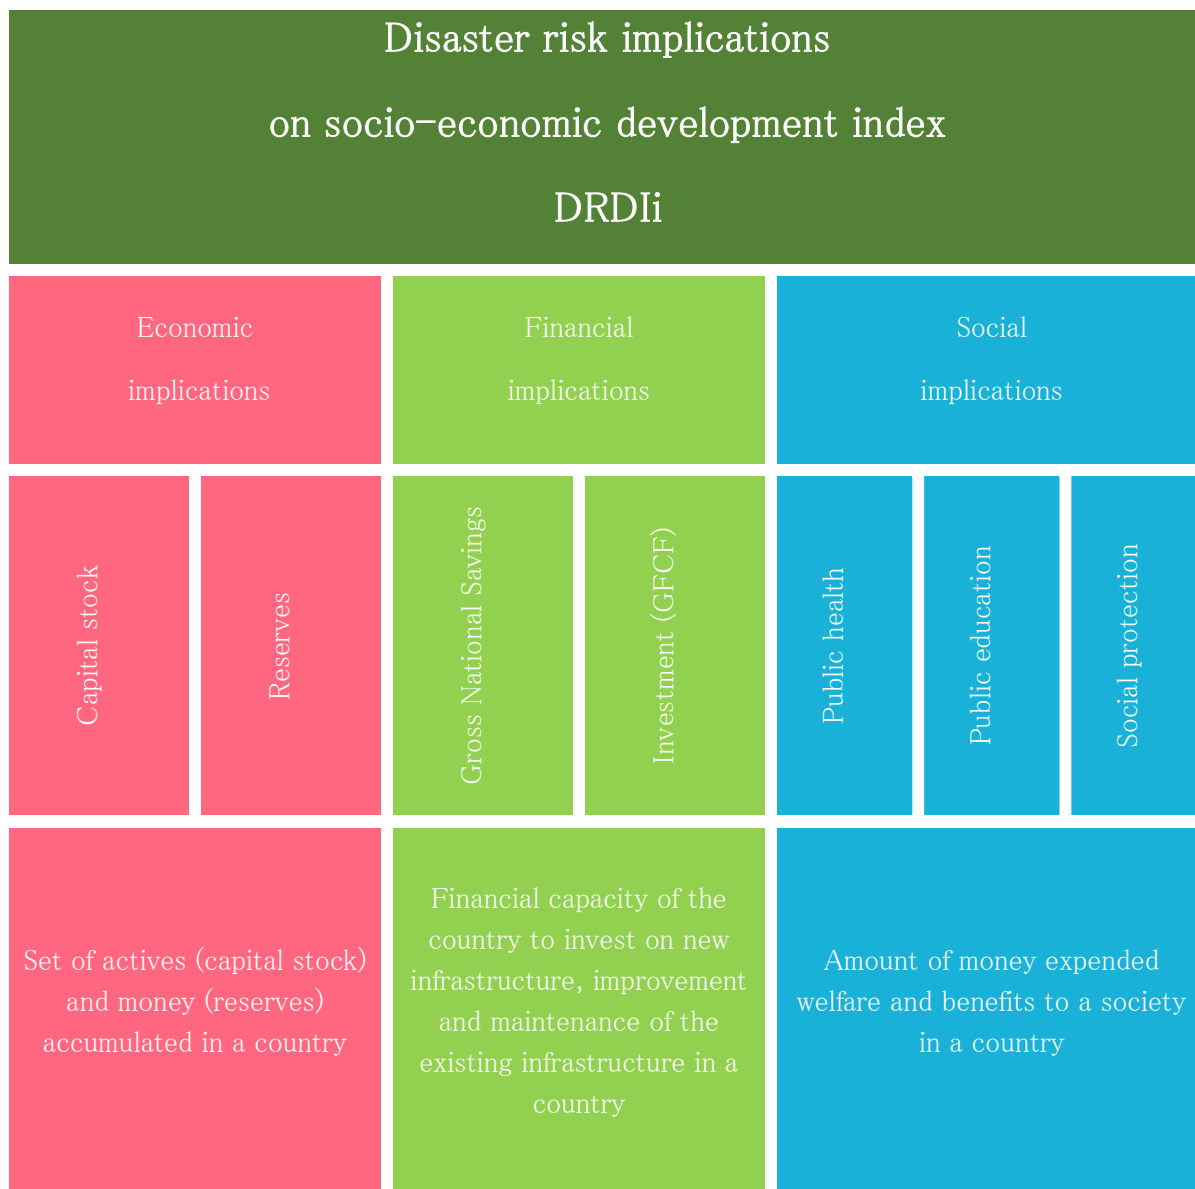 Disaster risk implications
on socio-economic development index
DRDIi
Economic
implications
Financial
implications
Social
implications
Capital stock
Reserves
Gross National Savings
Investment (GFCF)
Public health
Public education
Social protection
Set of actives (capital stock)
and money (reserves)
accumulated in a country
Financial capacity of the
country to invest on new
infrastructure, improvement
and maintenance of the
existing infrastructure in a
country
Amount of money expended
welfare and benefits to a society
in a country